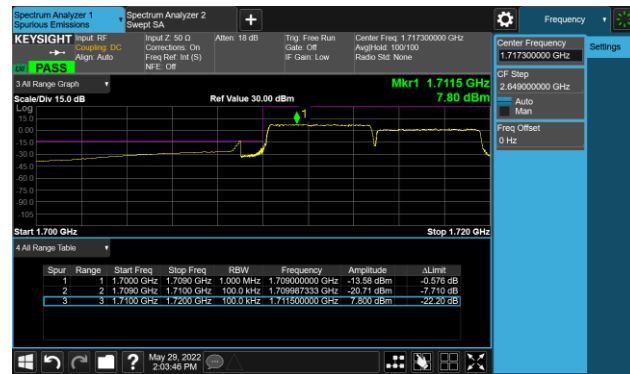 Spectrum Analyzer 1
Spurious Emissions
Spectrum Analyzer 2
Swept SA
Frequency
KEYSIGHT
Input: RF
Coupling: DC
Align: Auto
Input Z: 50 Ω
Corrections: On
Freq Ref: Int (S)
NFE: Off
Atten: 18 dB
Trig: Free Run
Gate: Off
IF Gain: Low
Center Freq: 1.717300000 GHz
Avg|Hold: 100/100
Radio Std: None
PASS
Center Frequency
1.717300000 GHz
Settings
CF Step
2.649000000 GHz
Auto
Man
Freq Offset
0 Hz
3 All Range Graph
Mkr1 1.7115 GHz
Scale/Div 15.0 dB
Ref Value 30.00 dBm
7.80 dBm
Log
15.0
0.00
-15.0
-30.0
-45.0
-60.0
-75.0
-90.0
-105
1
Start 1.700 GHz
Stop 1.720 GHz
4 All Range Table
Spur Range Start Freq Stop Freq RBW Frequency Amplitude ΔLimit
1 1 1.7000 GHz 1.7090 GHz 1.000 MHz 1.709000000 GHz -13.58 dBm -0.576 dB
2 2 1.7090 GHz 1.7100 GHz 100.0 kHz 1.709987333 GHz -20.71 dBm -7.710 dB
3 3 1.7100 GHz 1.7200 GHz 100.0 kHz 1.711500000 GHz 7.800 dBm -22.20 dB
?
May 29, 2022
2:03:46 PM